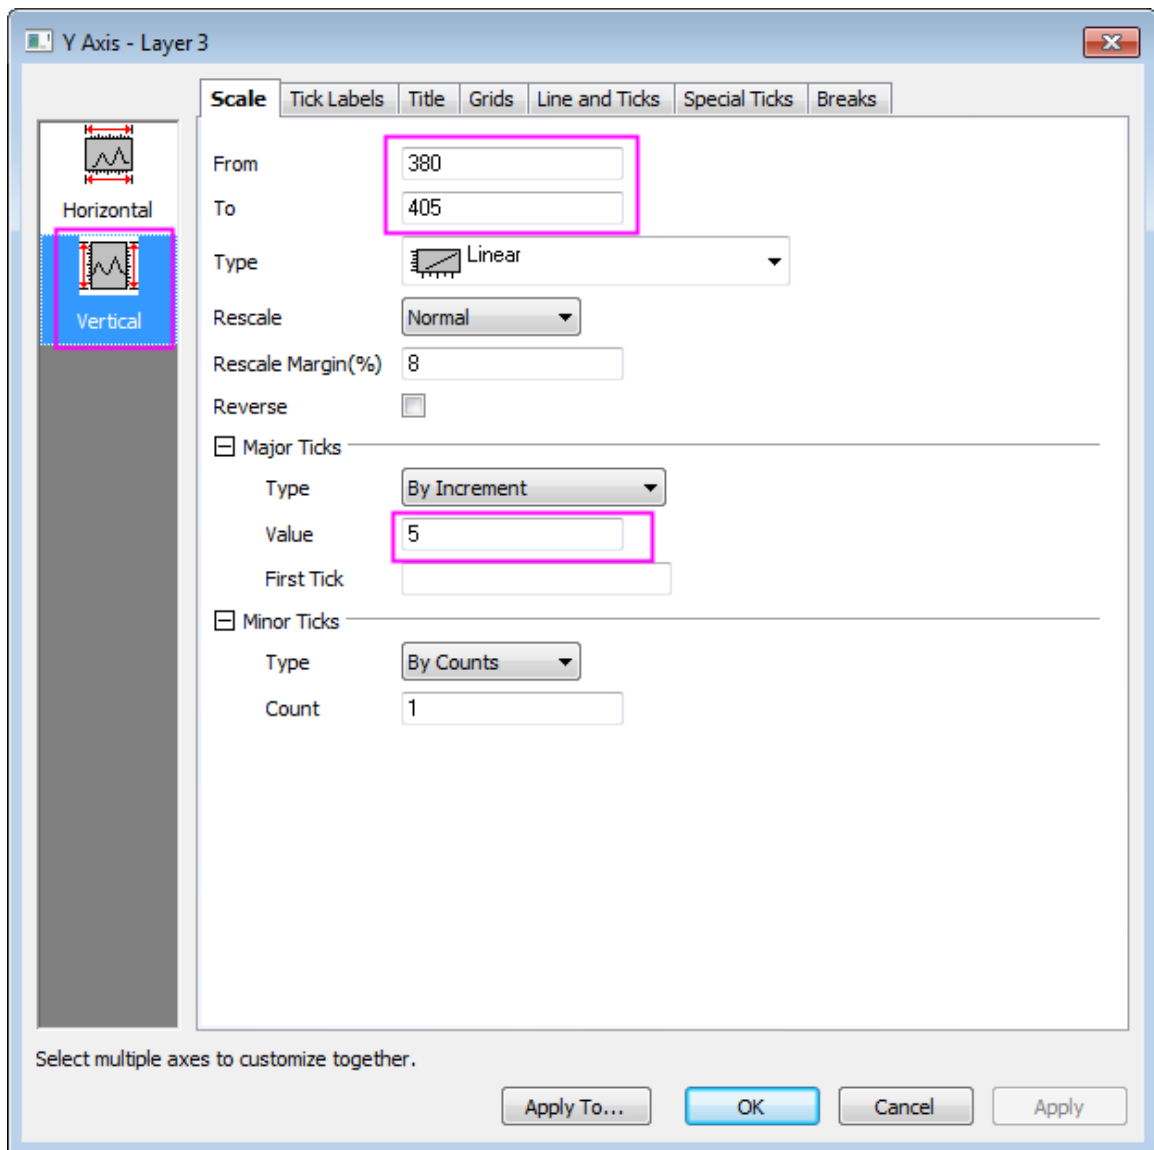 Y Axis - Layer 3
Scale Tick Labels Title Grids Line and Ticks Special Ticks Breaks
Horizontal
Vertical
From 380
To 405
Type Linear
Rescale Normal
Rescale Margin(%) 8
Reverse
Major Ticks
Type By Increment
Value 5
First Tick
Minor Ticks
Type By Counts
Count 1
Select multiple axes to customize together.
Apply To... OK Cancel Apply